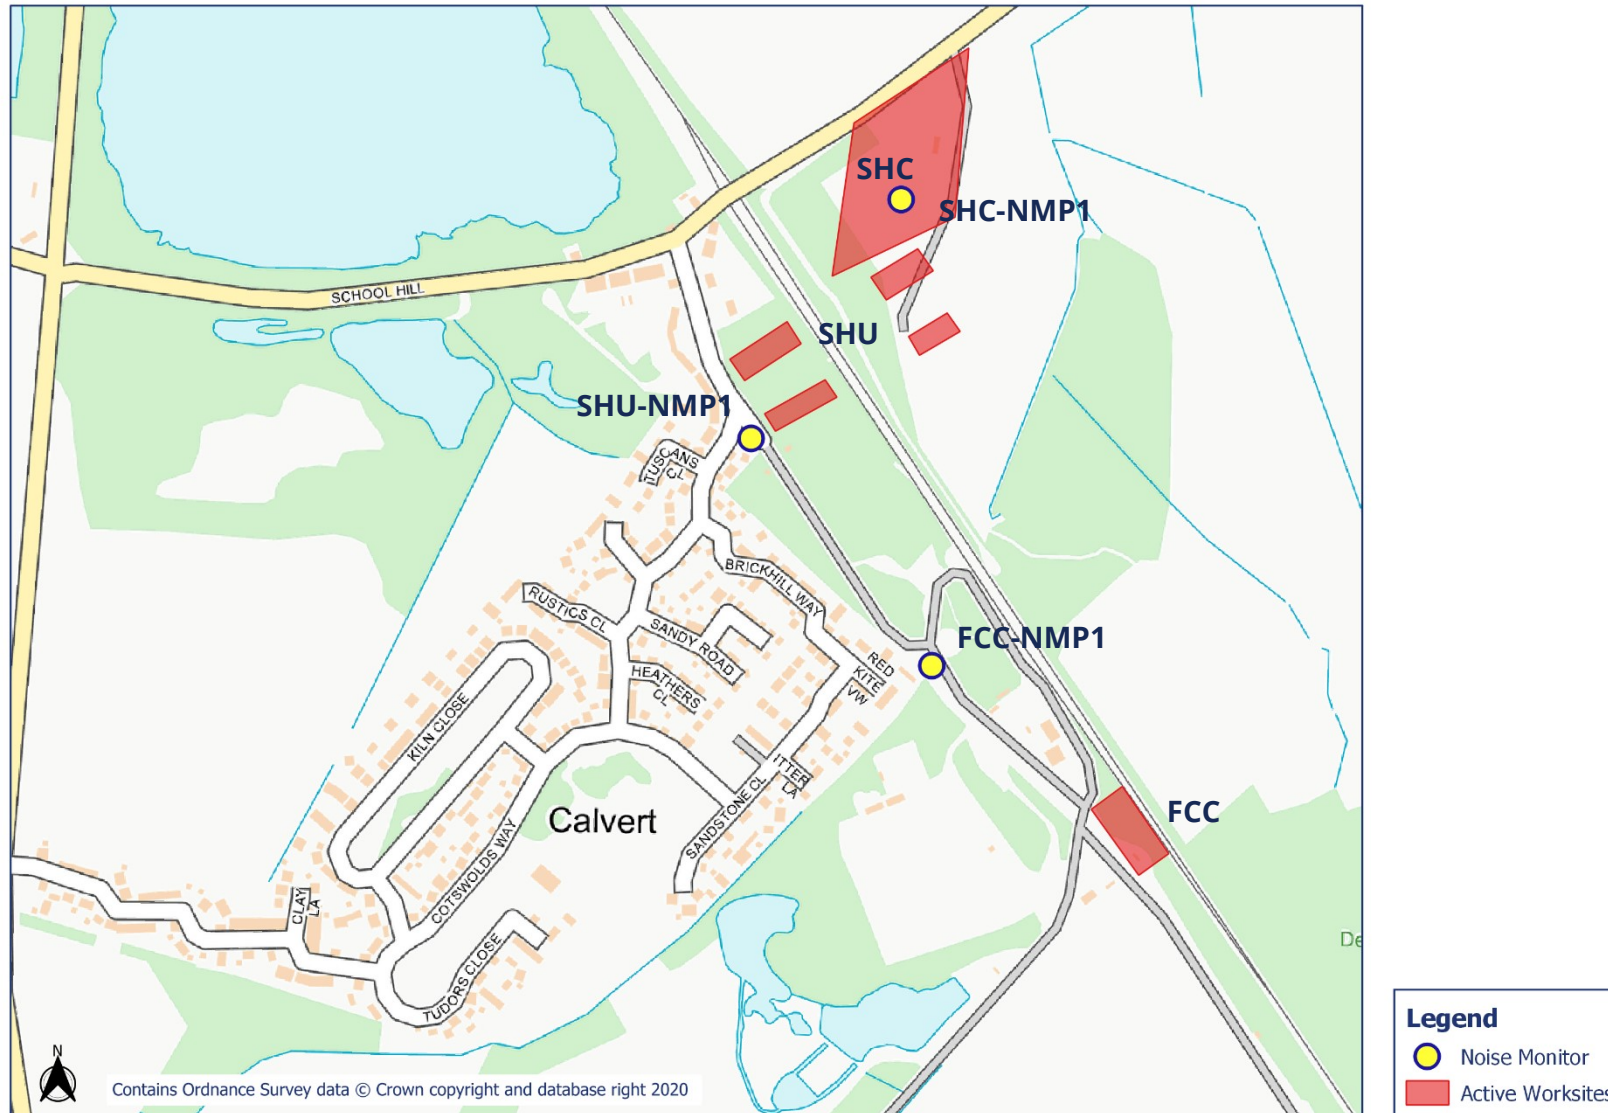 SCHOOL HILL
SHC
SHC-NMP1
SHU
SHU-NMP1
TUSCANS
CL
BRICKHILL WAY
RUSTICS CL
SANDY ROAD
FCC-NMP1
RED
KITE
VW
HEATHERS
CL
KILN CLOSE
ITTER
LA
SANDSTONE CL
Calvert
FCC
COTSWOLDS WAY
CLAY
LA
TUDORS CLOSE
De
N
Contains Ordnance Survey data © Crown copyright and database right 2020
Legend
Noise Monitor
Active Worksites